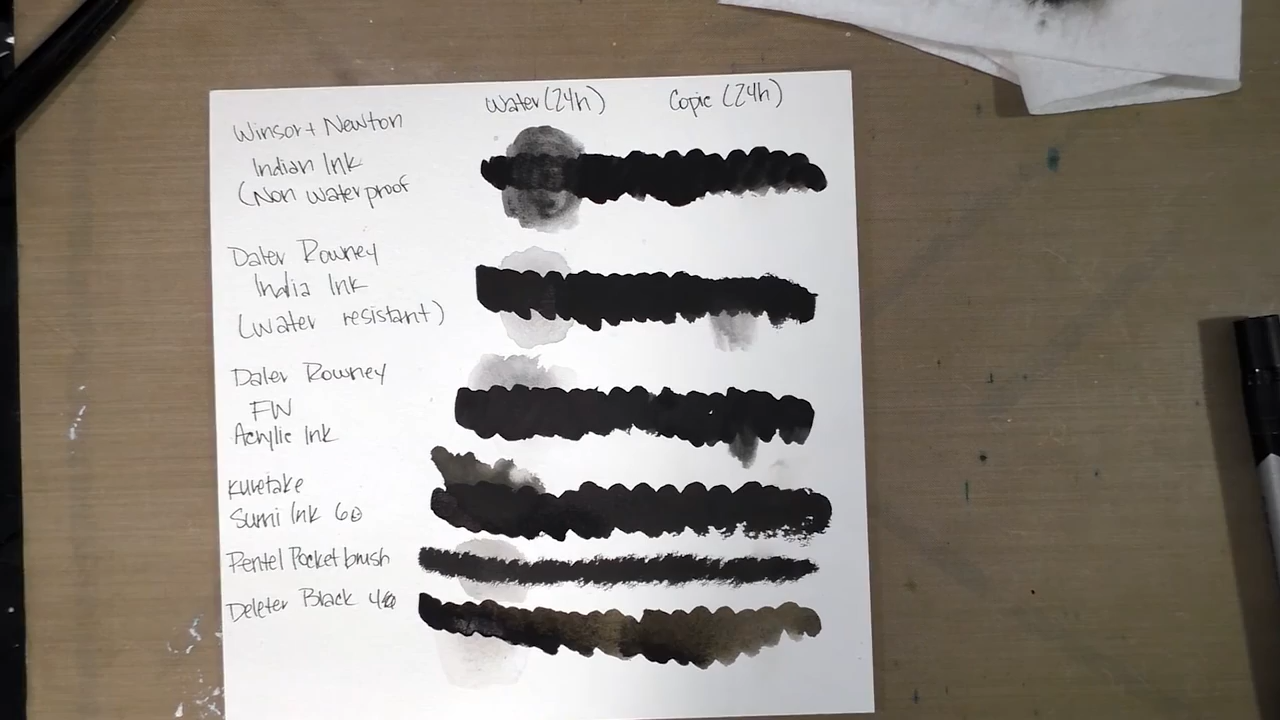 Water (24h) Copic (24h)
Winsor + Newton
Indian Ink
(Non waterproof
Daler Rowney
India Ink
(water resistant)
Daler Rowney
FW
Acrylic Ink
Kuretake
Sumi Ink 60
Pentel Pocket brush
Deleter Black 4